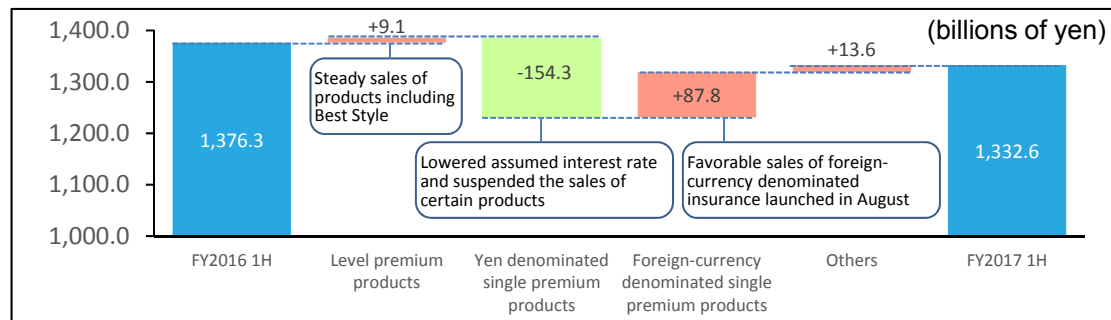 (billions of yen)
1,400.0
1,300.0
1,200.0
1,100.0
1,000.0
1,376.3
+9.1
Steady sales of
products including
Best Style
-154.3
Lowered assumed interest rate
and suspended the sales of
certain products
+87.8
Favorable sales of foreign-
currency denominated
insurance launched in August
+13.6
1,332.6
FY2016 1H
Level premium
products
Yen denominated
single premium
products
Foreign-currency
denominated single
premium products
Others
FY2017 1H